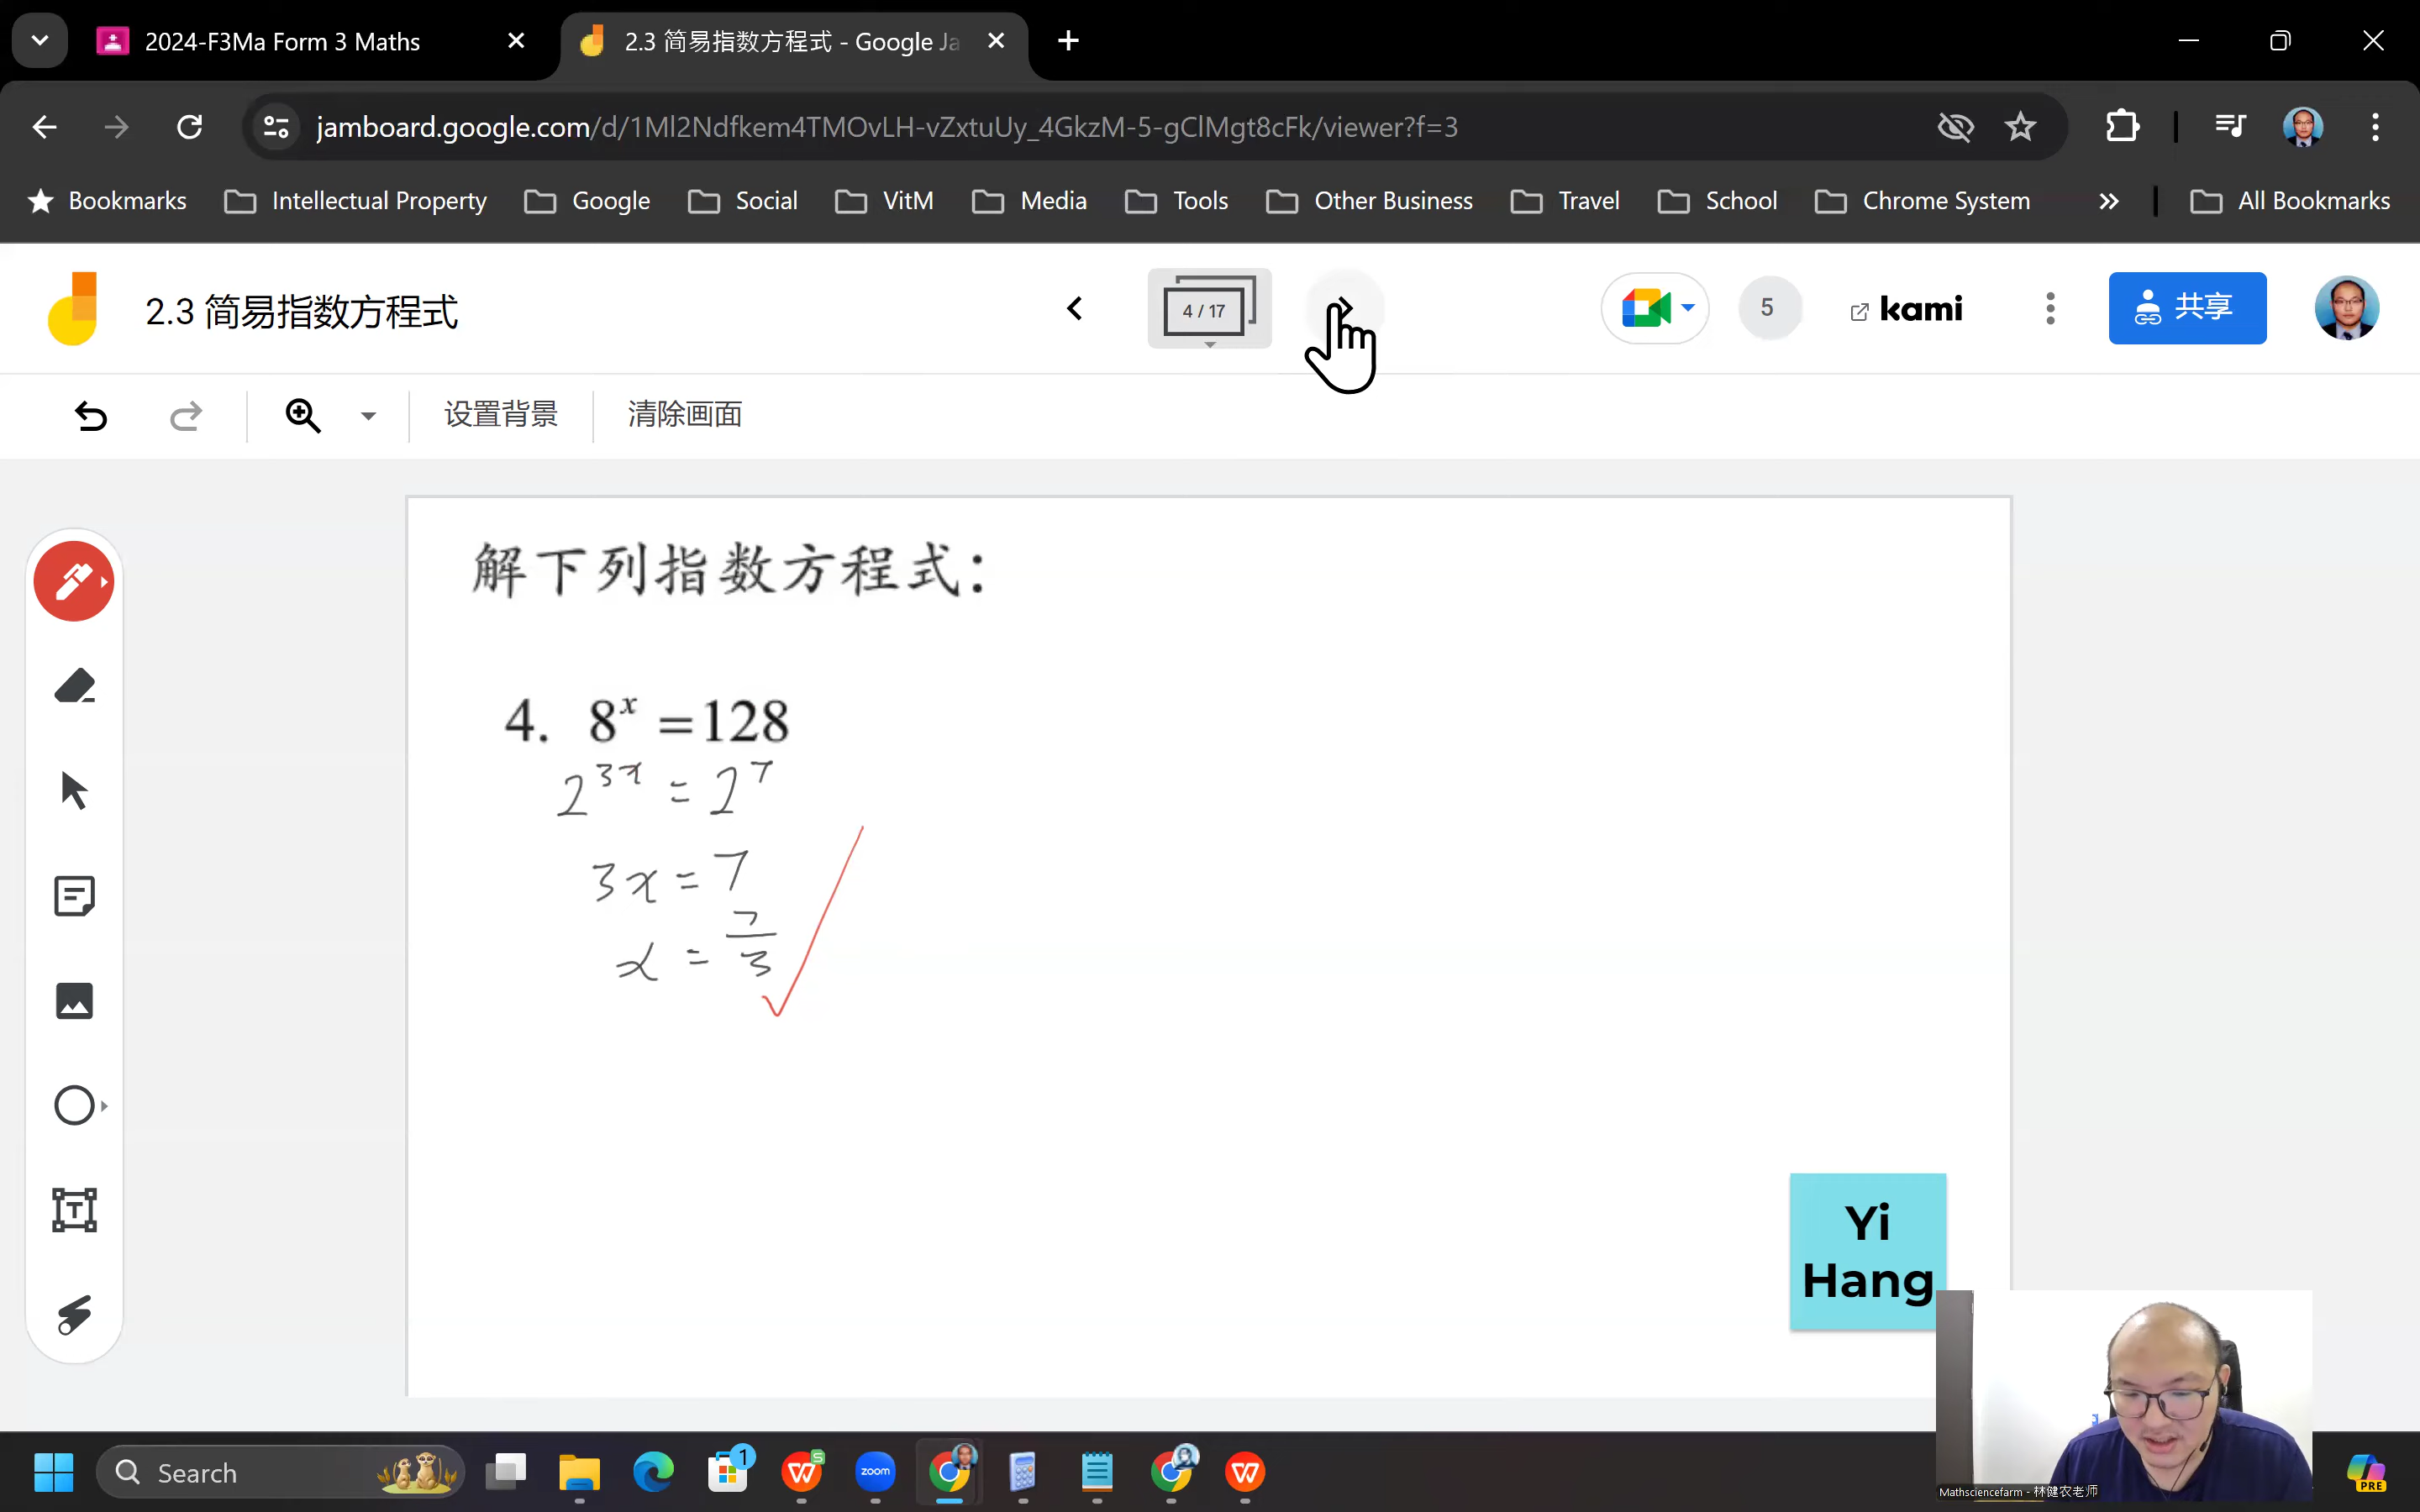 2024-F3Ma Form 3 Maths
2.3 简易指数方程式 - Google Ja
jamboard.google.com/d/1Ml2Ndfkem4TMOvLH-vZxtuUy_4GkzM-5-gClMgt8cFk/viewer?f=3
Bookmarks Intellectual Property Google Social VitM Media Tools Other Business Travel School Chrome System All Bookmarks
2.3 简易指数方程式
4 / 17
5
kami
共享
设置背景 清除画面
解下列指数方程式：
4. 8^x = 128
2^3x = 2^7
3x = 7
x = 7/3
Yi
Hang
Mathsciencefarm - 林健农老师
Search
1
S
zoom
PRE